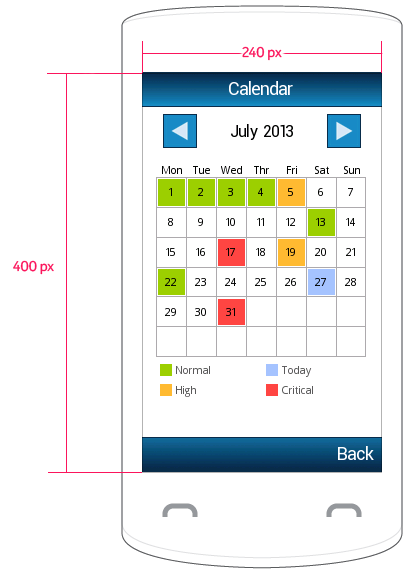 240 px
Calendar
July 2013
Mon Tue Wed Thr Fri Sat Sun
1 2 3 4 5 6 7
8 9 10 11 12 13 14
15 16 17 18 19 20 21
400 px
22 23 24 25 26 27 28
29 30 31
Normal Today
High Critical
Back